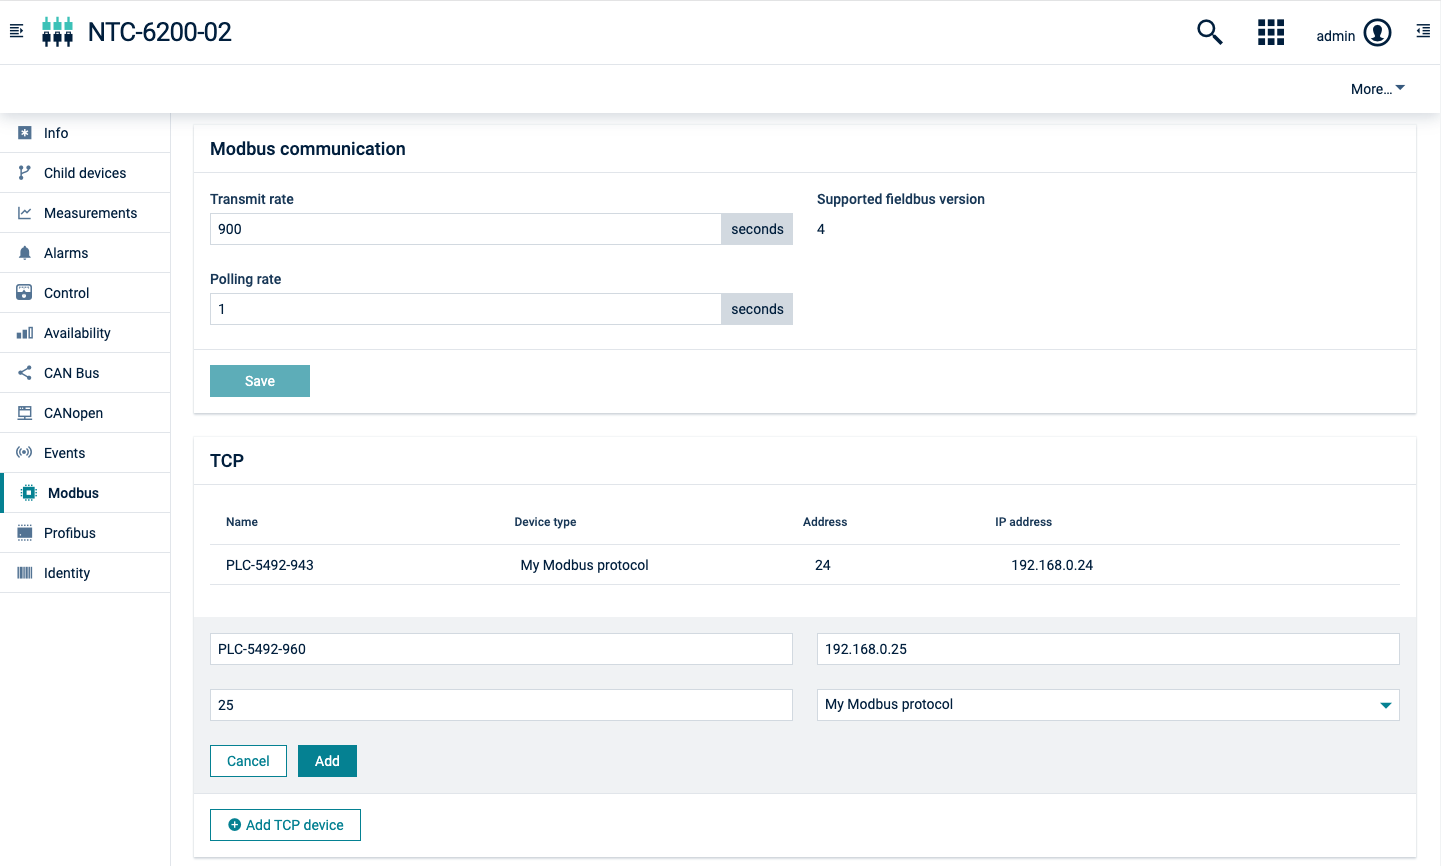 NTC-6200-02
admin
More...
Info
Child devices
Measurements
Alarms
Control
Availability
CAN Bus
CANopen
Events
Modbus
Profibus
Identity
Modbus communication
Transmit rate
Supported fieldbus version
900 seconds
4
Polling rate
1 seconds
Save
TCP
Name Device type Address IP address
PLC-5492-943 My Modbus protocol 24 192.168.0.24
PLC-5492-960 192.168.0.25
25 My Modbus protocol
Cancel Add
Add TCP device